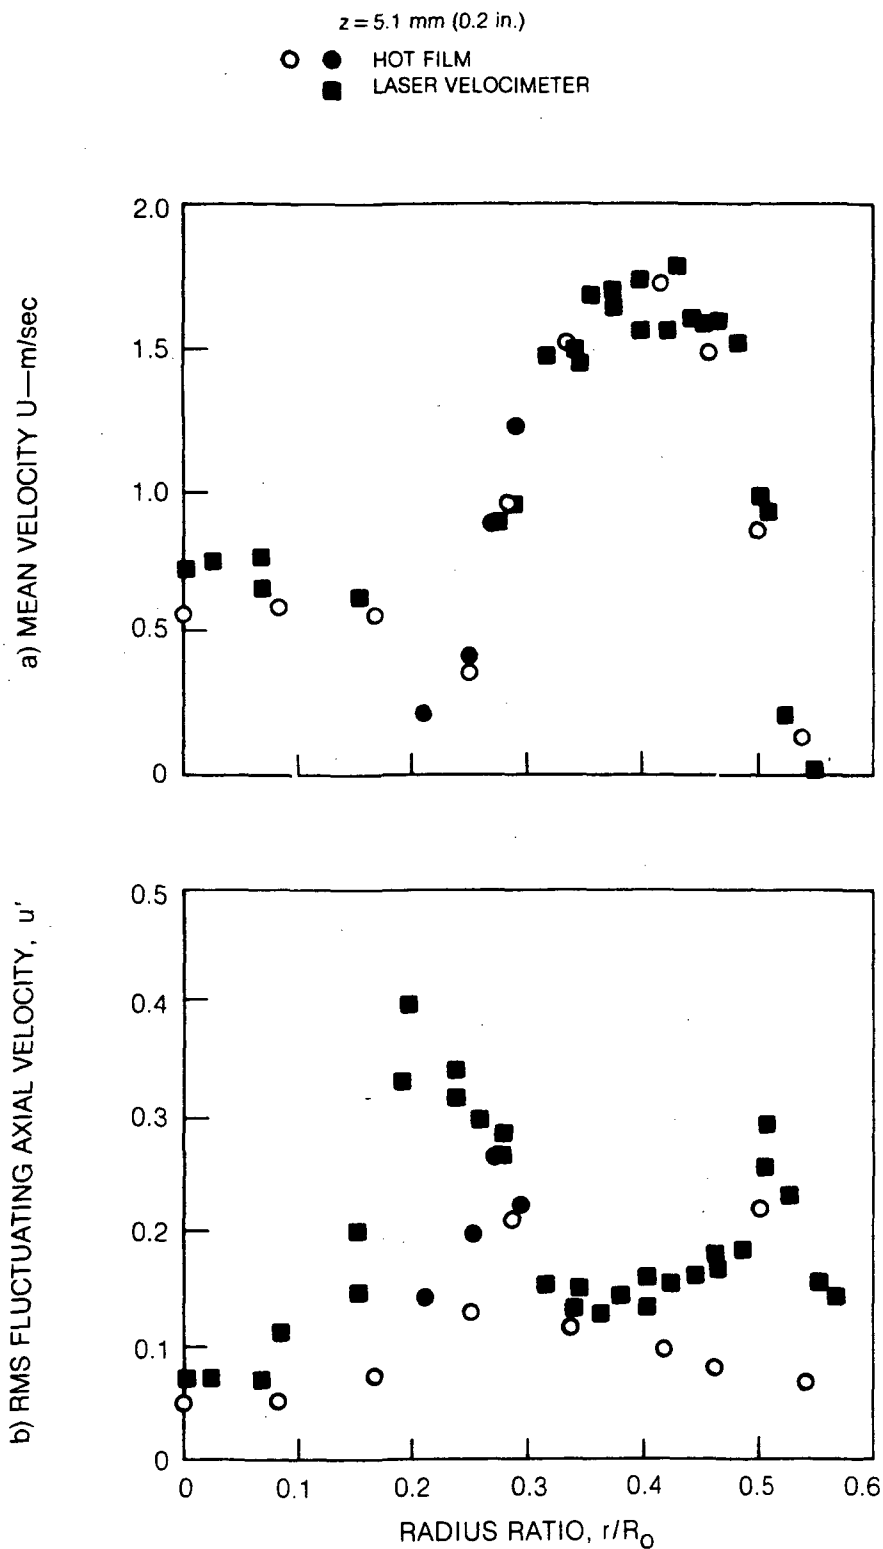 z = 5.1 mm (0.2 in.)
HOT FILM
LASER VELOCIMETER
a) MEAN VELOCITY U—m/sec
2.0
1.5
1.0
0.5
0
b) RMS FLUCTUATING AXIAL VELOCITY, u'
0.5
0.4
0.3
0.2
0.1
0
0 0.1 0.2 0.3 0.4 0.5 0.6
RADIUS RATIO, r/R₀